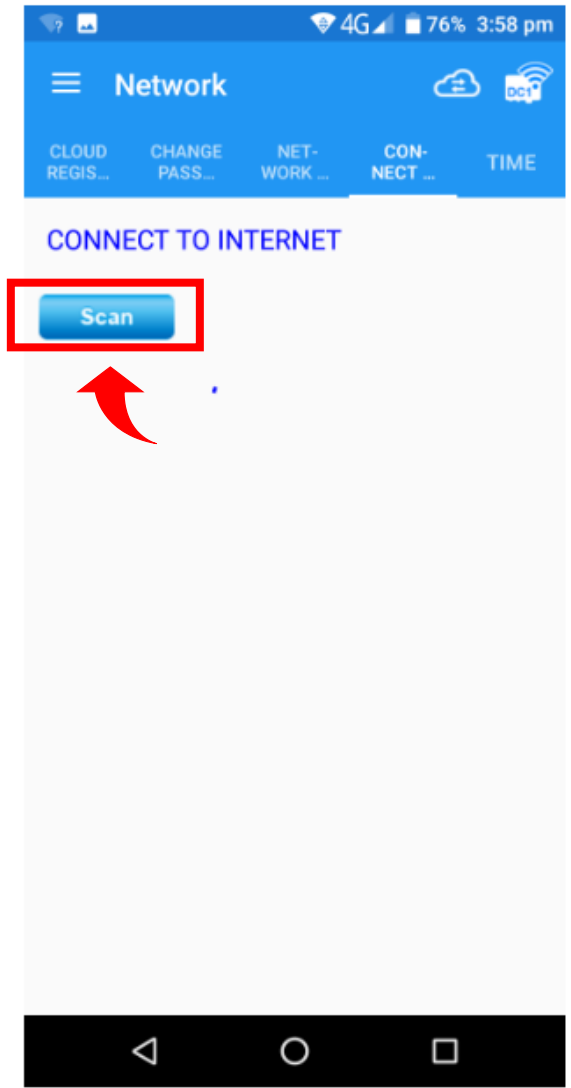 ? 4G 76% 3:58 pm
Network DC1
CLOUD CHANGE NET- CON- TIME
REGIS... PASS... WORK ... NECT ...
CONNECT TO INTERNET
Scan